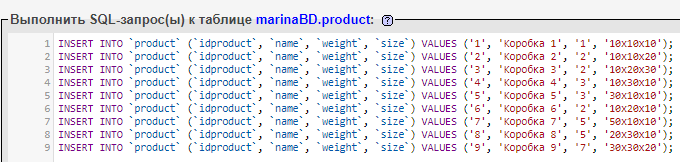 Выполнить SQL-запрос(ы) к таблице marinaBD.product:
1 INSERT INTO `product` (`idproduct`, `name`, `weight`, `size`) VALUES ('1', 'Коробка 1', '1', '10x10x10');
2 INSERT INTO `product` (`idproduct`, `name`, `weight`, `size`) VALUES ('2', 'Коробка 2', '2', '10x10x20');
3 INSERT INTO `product` (`idproduct`, `name`, `weight`, `size`) VALUES ('3', 'Коробка 3', '2', '10x20x30');
4 INSERT INTO `product` (`idproduct`, `name`, `weight`, `size`) VALUES ('4', 'Коробка 4', '3', '10x30x10');
5 INSERT INTO `product` (`idproduct`, `name`, `weight`, `size`) VALUES ('5', 'Коробка 5', '3', '30x10x10');
6 INSERT INTO `product` (`idproduct`, `name`, `weight`, `size`) VALUES ('6', 'Коробка 6', '2', '10x20x10');
7 INSERT INTO `product` (`idproduct`, `name`, `weight`, `size`) VALUES ('7', 'Коробка 7', '5', '50x10x10');
8 INSERT INTO `product` (`idproduct`, `name`, `weight`, `size`) VALUES ('8', 'Коробка 8', '5', '20x30x10');
9 INSERT INTO `product` (`idproduct`, `name`, `weight`, `size`) VALUES ('9', 'Коробка 9', '7', '30x30x20');